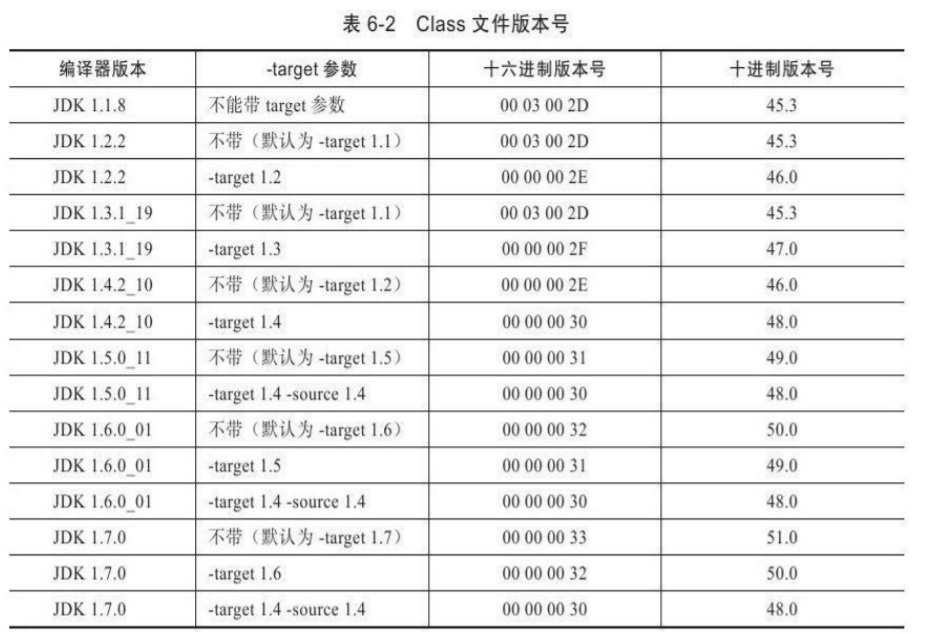 表 6-2 Class 文件版本号
编译器版本 -target 参数 十六进制版本号 十进制版本号
JDK 1.1.8 不能带 target 参数 00 03 00 2D 45.3
JDK 1.2.2 不带（默认为 -target 1.1） 00 03 00 2D 45.3
JDK 1.2.2 -target 1.2 00 00 00 2E 46.0
JDK 1.3.1_19 不带（默认为 -target 1.1） 00 03 00 2D 45.3
JDK 1.3.1_19 -target 1.3 00 00 00 2F 47.0
JDK 1.4.2_10 不带（默认为 -target 1.2） 00 00 00 2E 46.0
JDK 1.4.2_10 -target 1.4 00 00 00 30 48.0
JDK 1.5.0_11 不带（默认为 -target 1.5） 00 00 00 31 49.0
JDK 1.5.0_11 -target 1.4 -source 1.4 00 00 00 30 48.0
JDK 1.6.0_01 不带（默认为 -target 1.6） 00 00 00 32 50.0
JDK 1.6.0_01 -target 1.5 00 00 00 31 49.0
JDK 1.6.0_01 -target 1.4 -source 1.4 00 00 00 30 48.0
JDK 1.7.0 不带（默认为 -target 1.7） 00 00 00 33 51.0
JDK 1.7.0 -target 1.6 00 00 00 32 50.0
JDK 1.7.0 -target 1.4 -source 1.4 00 00 00 30 48.0